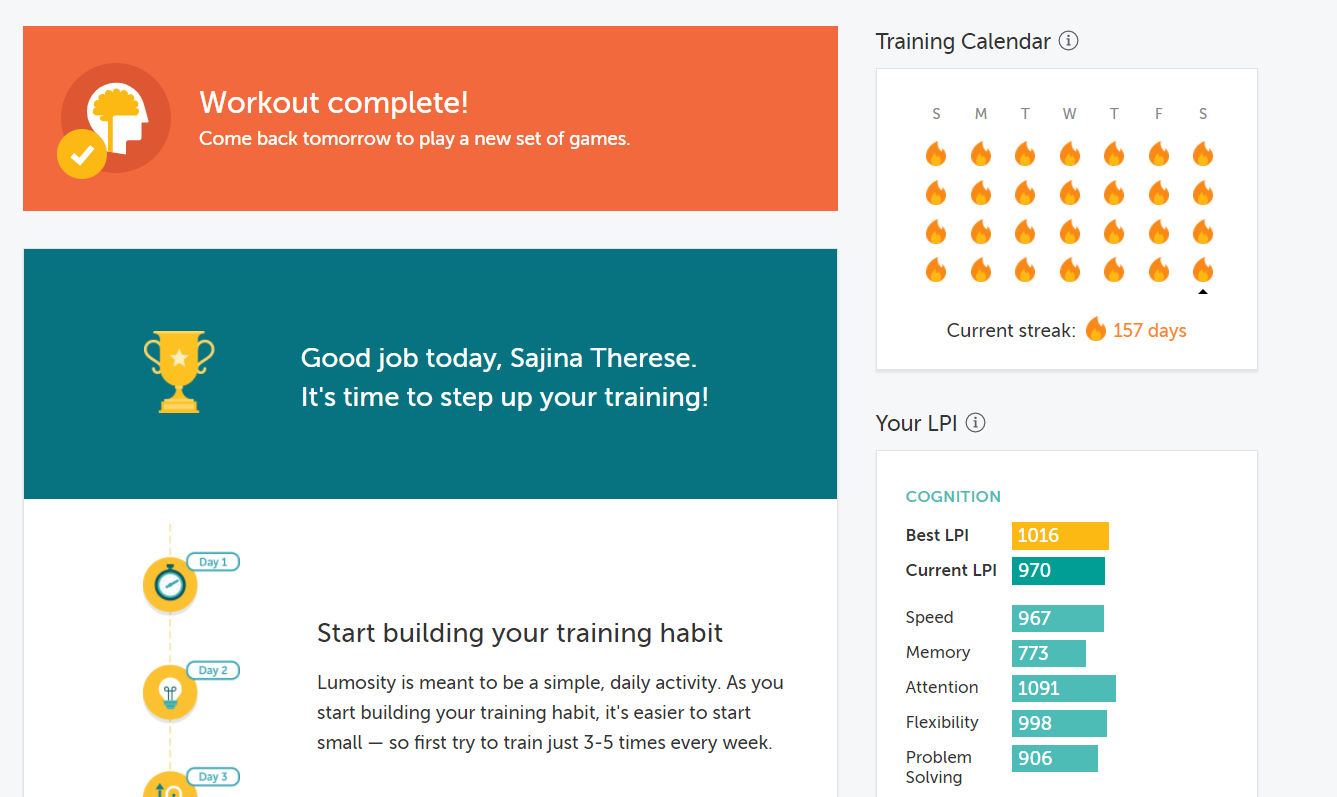 Workout complete!
Come back tomorrow to play a new set of games.
Good job today, Sajina Therese.
It's time to step up your training!
Day 1
Day 2
Day 3
Start building your training habit
Lumosity is meant to be a simple, daily activity. As you
start building your training habit, it's easier to start
small — so first try to train just 3-5 times every week.
Training Calendar
S M T W T F S
Current streak: 157 days
Your LPI
COGNITION
Best LPI 1016
Current LPI 970
Speed 967
Memory 773
Attention 1091
Flexibility 998
Problem 906
Solving